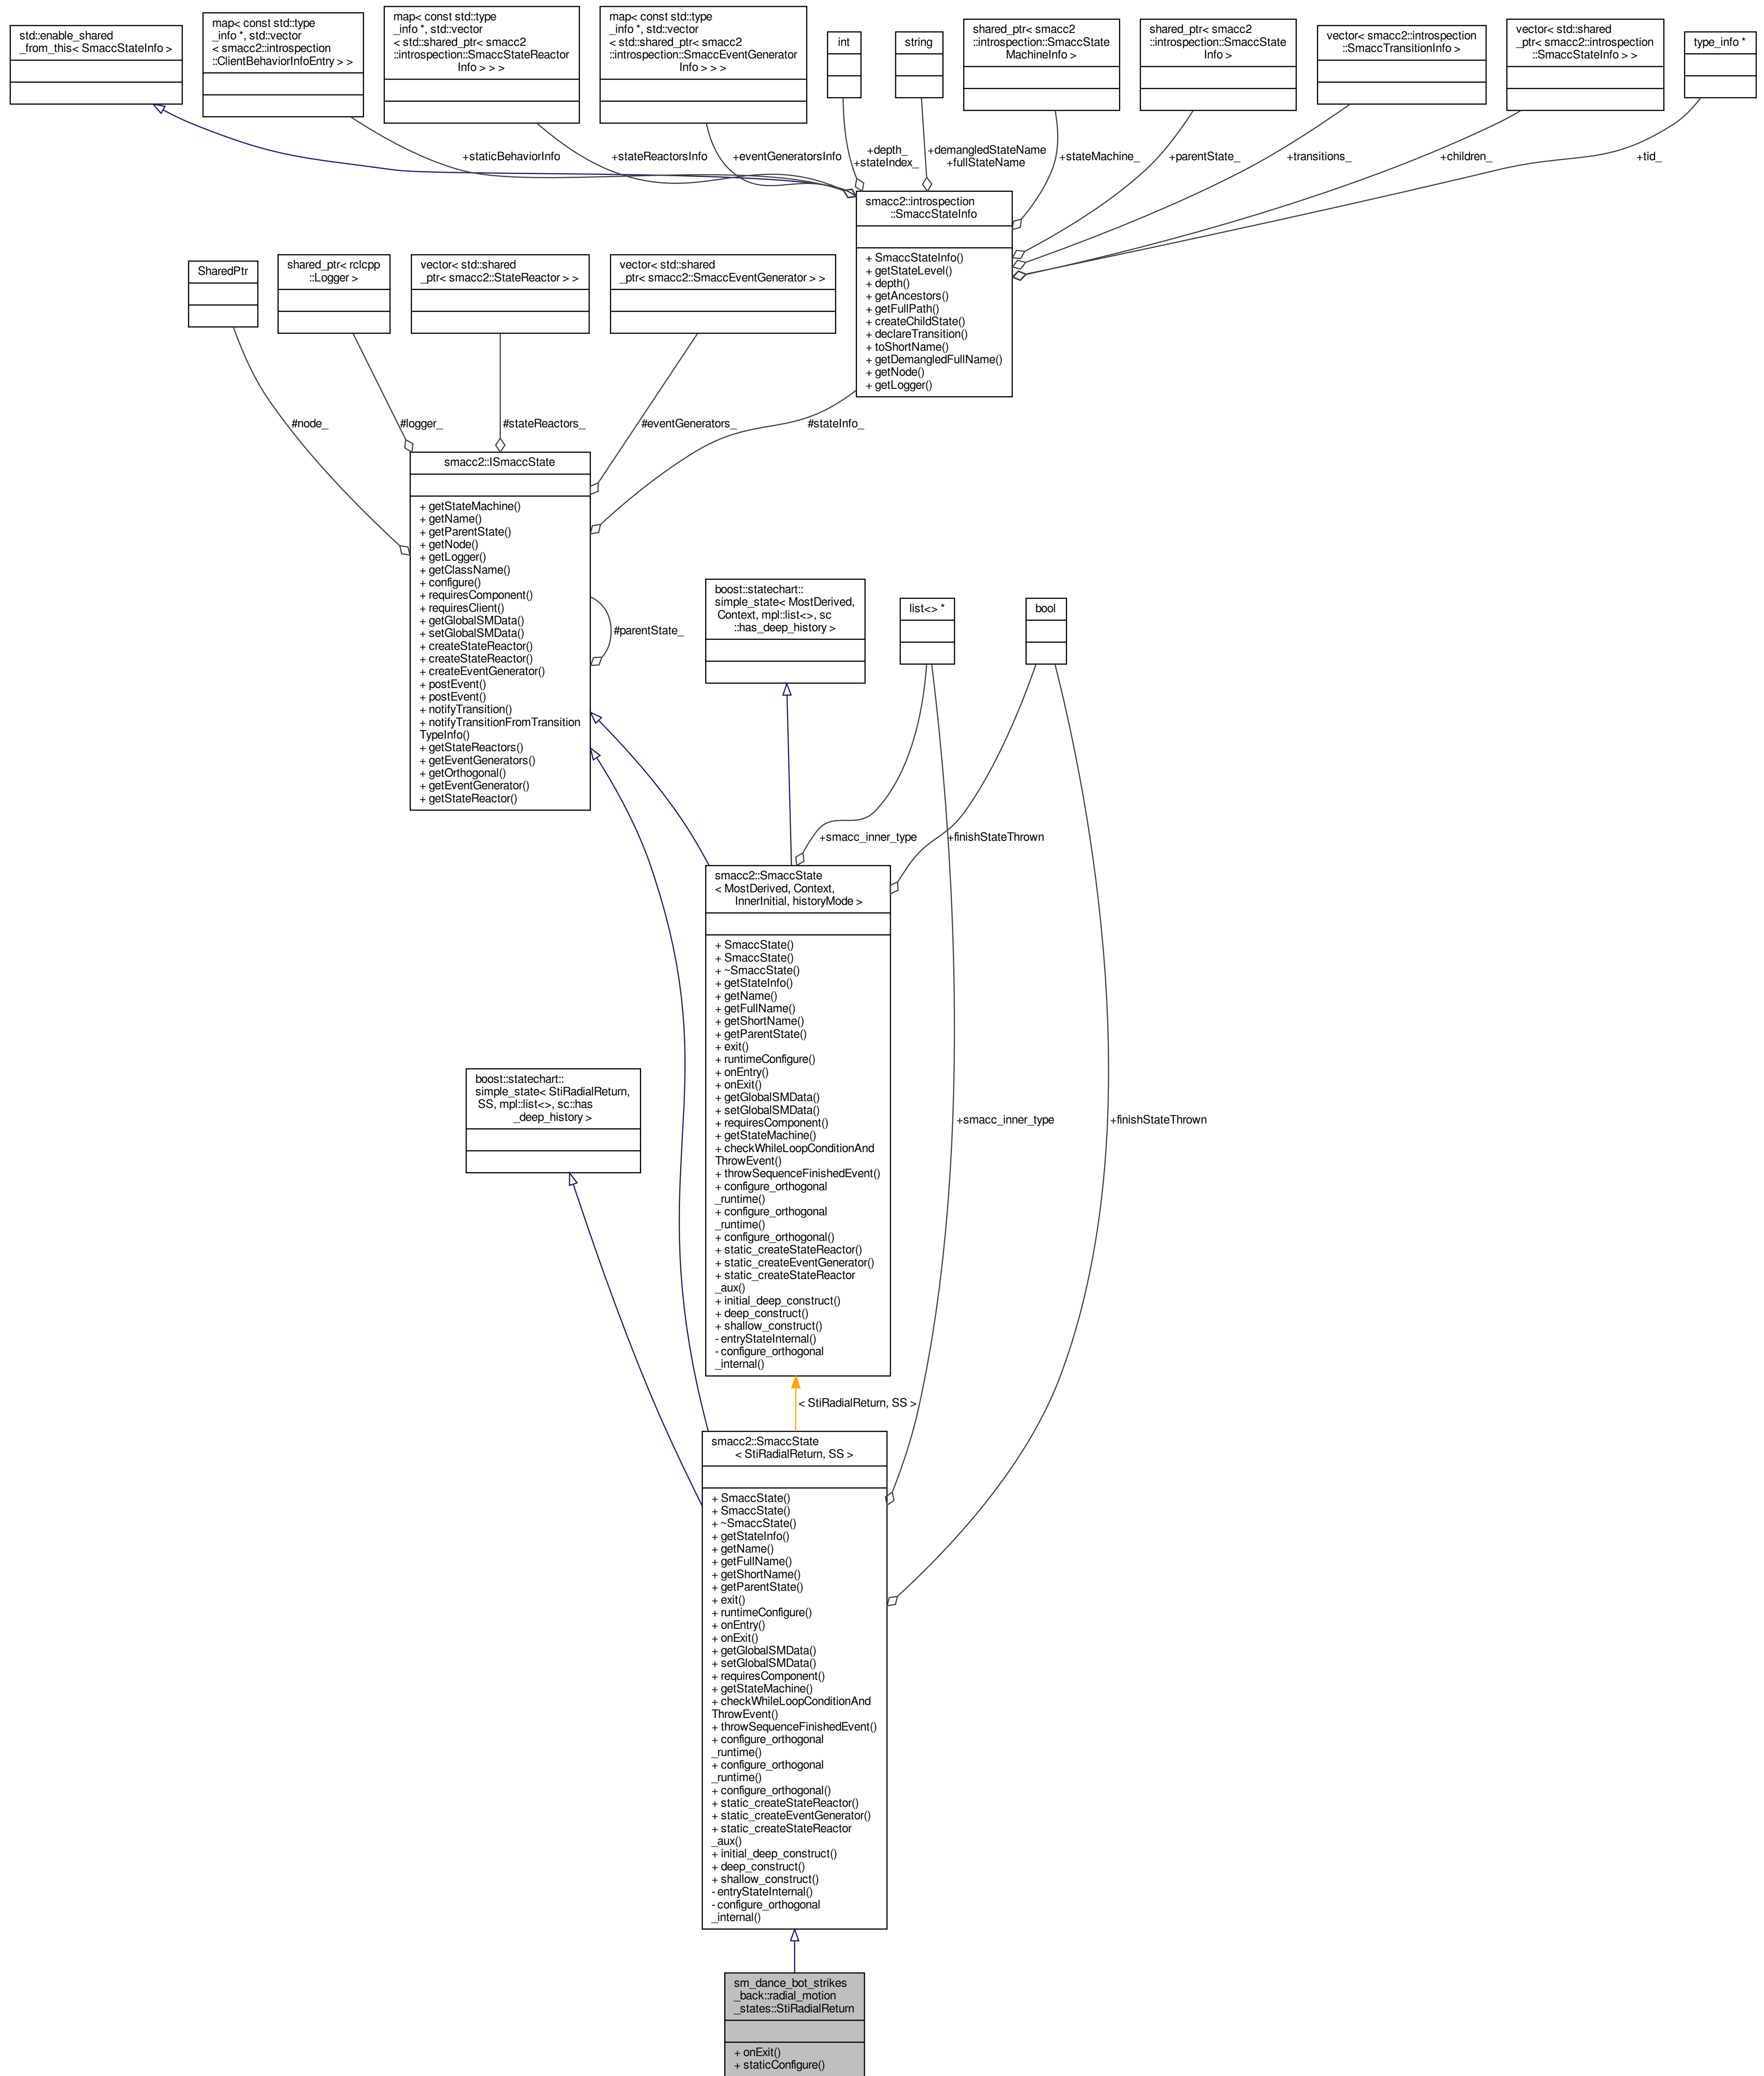 std::enable_shared
_from_this< SmaccStateInfo >
map< const std::type
_info *, std::vector
< smacc2::introspection
::ClientBehaviorInfoEntry > >
map< const std::type
_info *, std::vector
< std::shared_ptr< smacc2
::introspection::SmaccStateReactor
Info > > >
map< const std::type
_info *, std::vector
< std::shared_ptr< smacc2
::introspection::SmaccEventGenerator
Info > > >
int
string
shared_ptr< smacc2
::introspection::SmaccState
MachineInfo >
shared_ptr< smacc2
::introspection::SmaccState
Info >
vector< smacc2::introspection
::SmaccTransitionInfo >
vector< std::shared
_ptr< smacc2::introspection
::SmaccStateInfo > >
type_info *
+staticBehaviorInfo
+stateReactorsInfo
+eventGeneratorsInfo
+depth_
+stateIndex_
+demangledStateName
+fullStateName
+stateMachine_
+parentState_
+transitions_
+children_
+tid_
smacc2::introspection
::SmaccStateInfo
+ SmaccStateInfo()
+ getStateLevel()
+ depth()
+ getAncestors()
+ getFullPath()
+ createChildState()
+ declareTransition()
+ toShortName()
+ getDemangledFullName()
+ getNode()
+ getLogger()
SharedPtr
shared_ptr< rclcpp
::Logger >
vector< std::shared
_ptr< smacc2::StateReactor > >
vector< std::shared
_ptr< smacc2::SmaccEventGenerator > >
#node_
#logger_
#stateReactors_
#eventGenerators_
#stateInfo_
smacc2::ISmaccState
+ getStateMachine()
+ getName()
+ getParentState()
+ getNode()
+ getLogger()
+ getClassName()
+ configure()
+ requiresComponent()
+ requiresClient()
+ getGlobalSMData()
+ setGlobalSMData()
+ createStateReactor()
+ createStateReactor()
+ createEventGenerator()
+ postEvent()
+ postEvent()
+ notifyTransition()
+ notifyTransitionFromTransition
TypeInfo()
+ getStateReactors()
+ getEventGenerators()
+ getOrthogonal()
+ getEventGenerator()
+ getStateReactor()
#parentState_
boost::statechart::
simple_state< MostDerived,
Context, mpl::list<>, sc
::has_deep_history >
list<> *
bool
+smacc_inner_type
+finishStateThrown
smacc2::SmaccState
< MostDerived, Context,
InnerInitial, historyMode >
+ SmaccState()
+ SmaccState()
+ ~SmaccState()
+ getStateInfo()
+ getName()
+ getFullName()
+ getShortName()
+ getParentState()
+ exit()
+ runtimeConfigure()
+ onEntry()
+ onExit()
+ getGlobalSMData()
+ setGlobalSMData()
+ requiresComponent()
+ getStateMachine()
+ checkWhileLoopConditionAnd
ThrowEvent()
+ throwSequenceFinishedEvent()
+ configure_orthogonal
_runtime()
+ configure_orthogonal
_runtime()
+ configure_orthogonal()
+ static_createStateReactor()
+ static_createEventGenerator()
+ static_createStateReactor
_aux()
+ initial_deep_construct()
+ deep_construct()
+ shallow_construct()
- entryStateInternal()
- configure_orthogonal
_internal()
boost::statechart::
simple_state< StiRadialReturn,
SS, mpl::list<>, sc::has
_deep_history >
+smacc_inner_type
+finishStateThrown
< StiRadialReturn, SS >
smacc2::SmaccState
< StiRadialReturn, SS >
+ SmaccState()
+ SmaccState()
+ ~SmaccState()
+ getStateInfo()
+ getName()
+ getFullName()
+ getShortName()
+ getParentState()
+ exit()
+ runtimeConfigure()
+ onEntry()
+ onExit()
+ getGlobalSMData()
+ setGlobalSMData()
+ requiresComponent()
+ getStateMachine()
+ checkWhileLoopConditionAnd
ThrowEvent()
+ throwSequenceFinishedEvent()
+ configure_orthogonal
_runtime()
+ configure_orthogonal
_runtime()
+ configure_orthogonal()
+ static_createStateReactor()
+ static_createEventGenerator()
+ static_createStateReactor
_aux()
+ initial_deep_construct()
+ deep_construct()
+ shallow_construct()
- entryStateInternal()
- configure_orthogonal
_internal()
sm_dance_bot_strikes
_back::radial_motion
_states::StiRadialReturn
+ onExit()
+ staticConfigure()